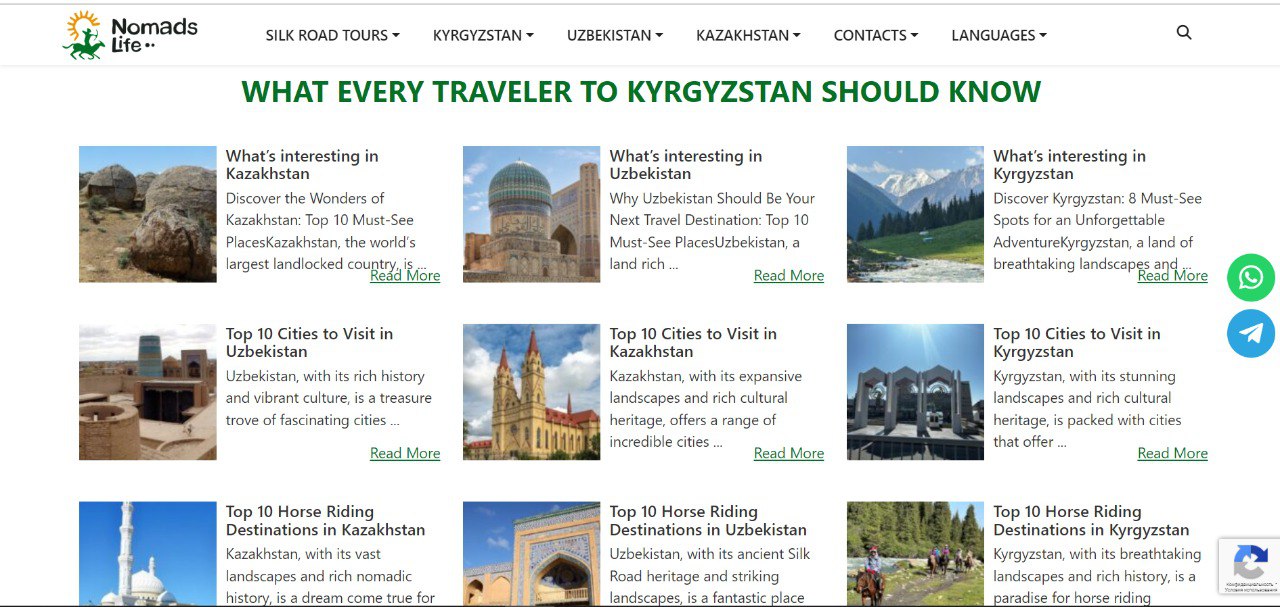 Nomads
Life
SILK ROAD TOURS
KYRGYZSTAN
UZBEKISTAN
KAZAKHSTAN
CONTACTS
LANGUAGES
WHAT EVERY TRAVELER TO KYRGYZSTAN SHOULD KNOW
What's interesting in
Kazakhstan
Discover the Wonders of
Kazakhstan: Top 10 Must-See
PlacesKazakhstan, the world's
largest landlocked country, is ...
Read More
What's interesting in
Uzbekistan
Why Uzbekistan Should Be Your
Next Travel Destination: Top 10
Must-See PlacesUzbekistan, a
land rich ...
Read More
What's interesting in
Kyrgyzstan
Discover Kyrgyzstan: 8 Must-See
Spots for an Unforgettable
AdventureKyrgyzstan, a land of
breathtaking landscapes and ...
Read More
Top 10 Cities to Visit in
Uzbekistan
Uzbekistan, with its rich history
and vibrant culture, is a treasure
trove of fascinating cities ...
Read More
Top 10 Cities to Visit in
Kazakhstan
Kazakhstan, with its expansive
landscapes and rich cultural
heritage, offers a range of
incredible cities ...
Read More
Top 10 Cities to Visit in
Kyrgyzstan
Kyrgyzstan, with its stunning
landscapes and rich cultural
heritage, is packed with cities
that offer ...
Read More
Top 10 Horse Riding
Destinations in Kazakhstan
Kazakhstan, with its vast
landscapes and rich nomadic
history, is a dream come true for
Top 10 Horse Riding
Destinations in Uzbekistan
Uzbekistan, with its ancient Silk
Road heritage and striking
landscapes, is a fantastic place
Top 10 Horse Riding
Destinations in Kyrgyzstan
Kyrgyzstan, with its breathtaking
landscapes and rich history, is a
paradise for horse riding
Конфиденциальность -
Условия использования